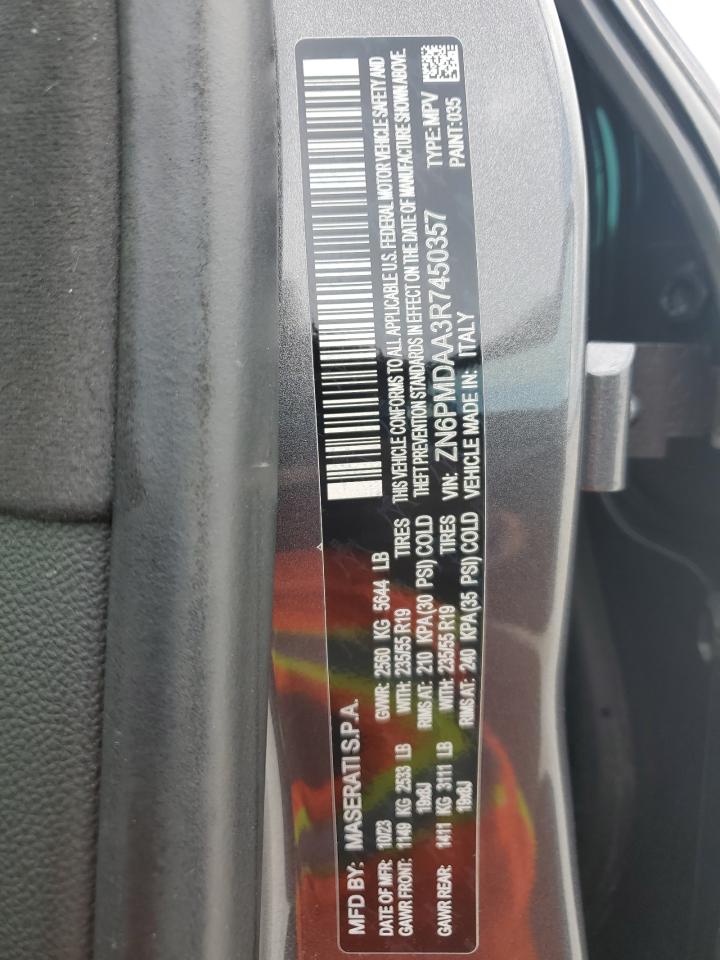 MFD BY: MASERATI S.P.A.
DATE OF MFR: 10/23 GVWR: 2560 KG 5644 LB
GAWR FRONT: 1149 KG 2533 LB WITH: 235/55 R19 TIRES
19x8J RIMS AT: 210 KPA(30 PSI) COLD
GAWR REAR: 1411 KG 3111 LB WITH: 235/55 R19 TIRES
19x8J RIMS AT: 240 KPA(35 PSI) COLD
THIS VEHICLE CONFORMS TO ALL APPLICABLE U.S. FEDERAL MOTOR VEHICLE SAFETY AND
THEFT PREVENTION STANDARDS IN EFFECT ON THE DATE OF MANUFACTURE SHOWN ABOVE.
VIN: ZN6PMDAA3R7450357 TYPE: MPV
VEHICLE MADE IN: ITALY PAINT: 035